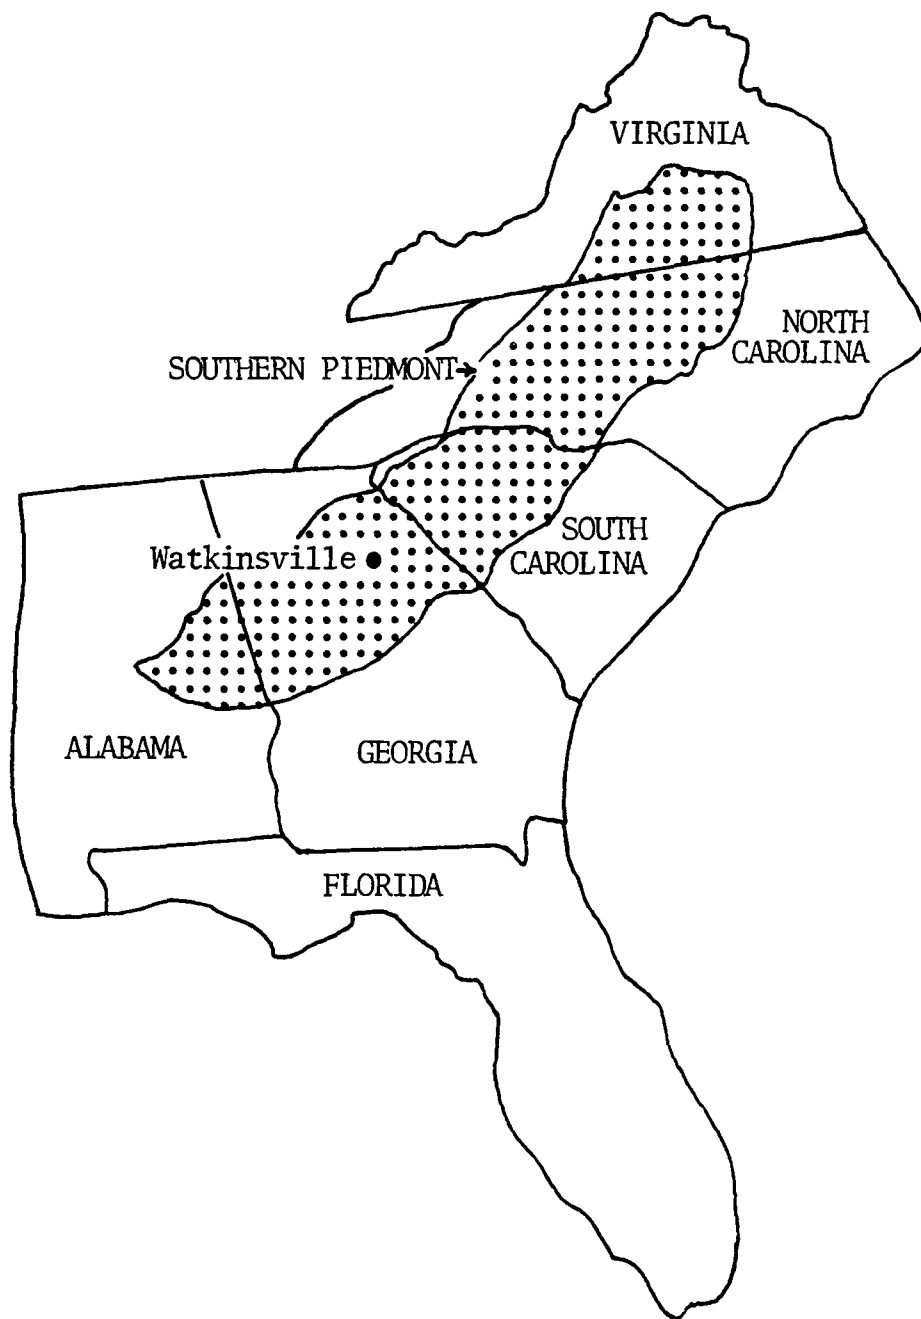 VIRGINIA
NORTH
CAROLINA
SOUTHERN PIEDMONT→
SOUTH
CAROLINA
Watkinsville
ALABAMA
GEORGIA
FLORIDA